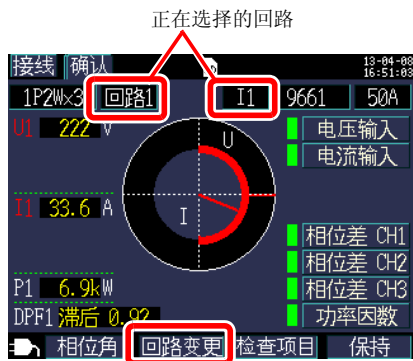 正在选择的回路
接线 确认 13-04-08
16:51:03
1P2W×3 回路1 I1 9661 50A
U1 222 V
U
电压输入
电流输入
I1 33.6 A
I
相位差 CH1
相位差 CH2
P1 6.9kW
相位差 CH3
DPF1 滞后 0.92
功率因数
相位角 回路变更 检查项目 保持